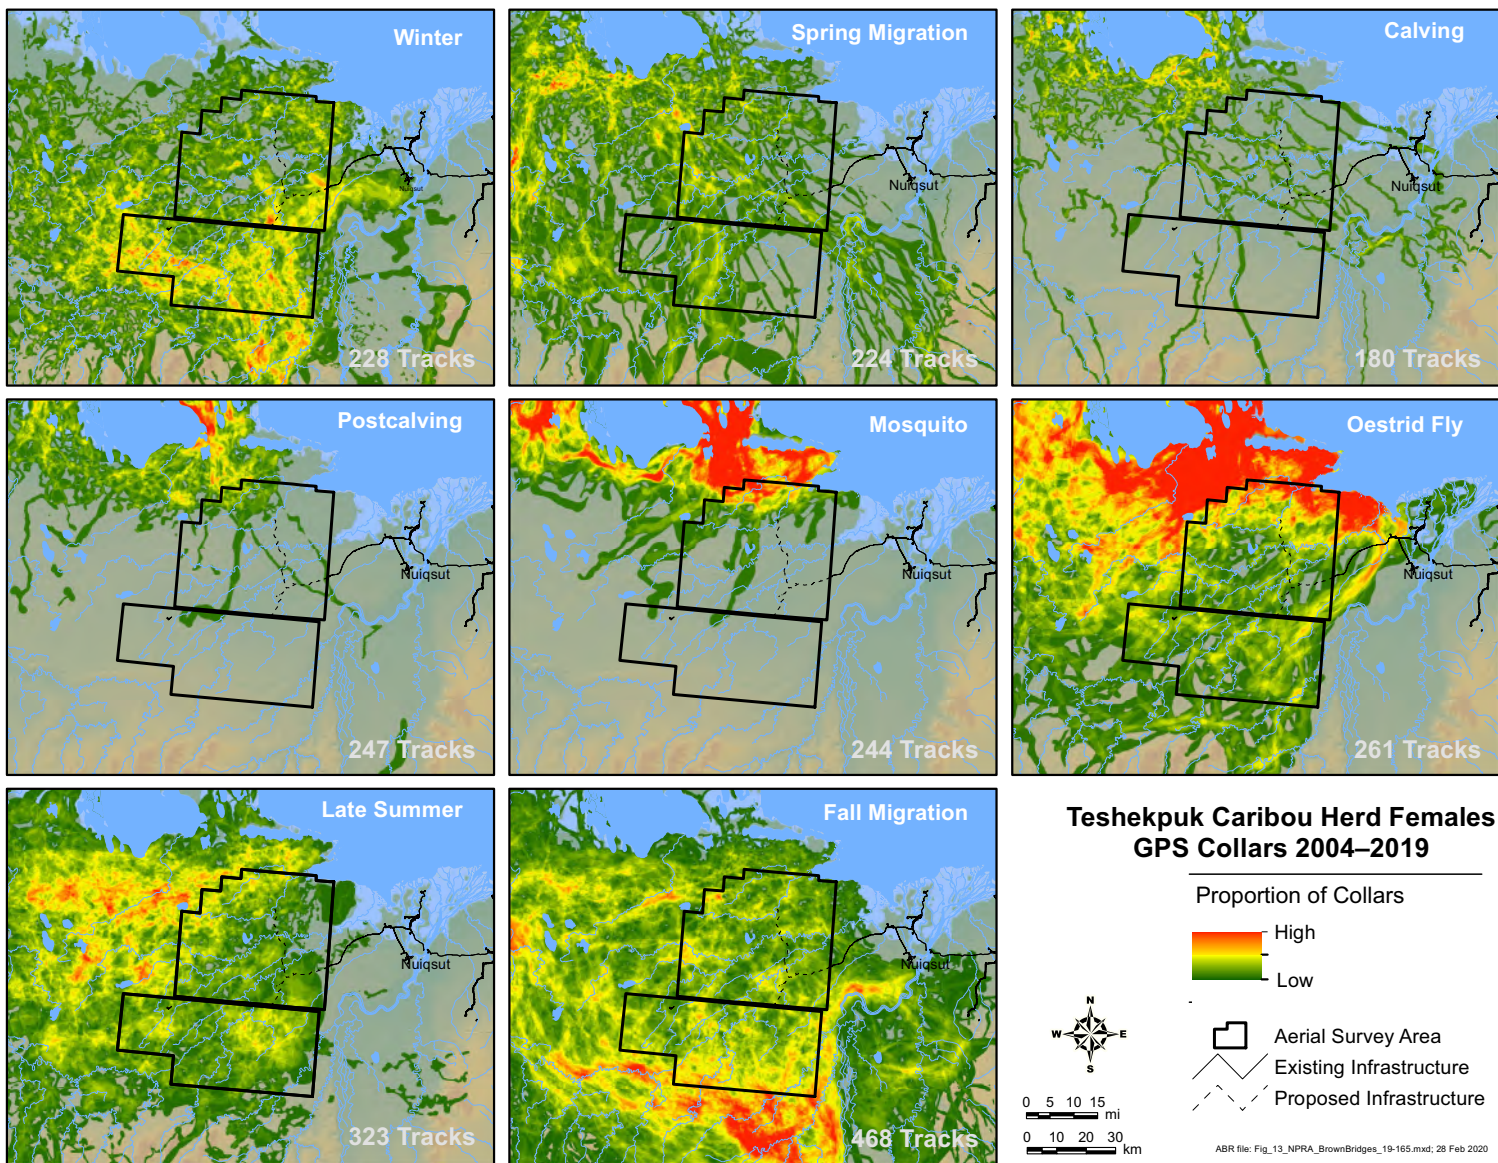 Winter
Nuiqsut
228 Tracks
Spring Migration
Nuiqsut
224 Tracks
Calving
Nuiqsut
180 Tracks
Postcalving
Nuiqsut
247 Tracks
Mosquito
Nuiqsut
244 Tracks
Oestrid Fly
Nuiqsut
261 Tracks
Late Summer
Nuiqsut
323 Tracks
Fall Migration
Nuiqsut
468 Tracks
Teshekpuk Caribou Herd Females
GPS Collars 2004–2019
Proportion of Collars
High
Low
N
W E
S
Aerial Survey Area
Existing Infrastructure
Proposed Infrastructure
0 5 10 15
mi
0 10 20 30
km
ABR file: Fig_13_NPRA_BrownBridges_19-165.mxd; 28 Feb 2020